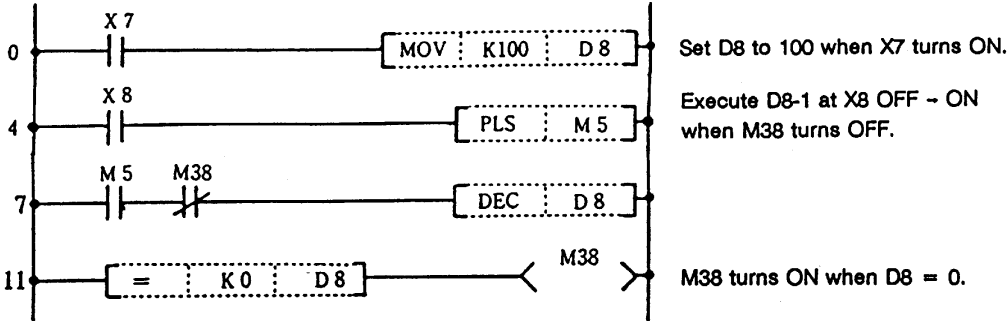 X 7
0 MOV K100 D 8 Set D8 to 100 when X7 turns ON.
X 8
Execute D8-1 at X8 OFF → ON
4 PLS M 5 when M38 turns OFF.
M 5 M38
7 DEC D 8
M38
11 = K 0 D 8 M38 turns ON when D8 = 0.